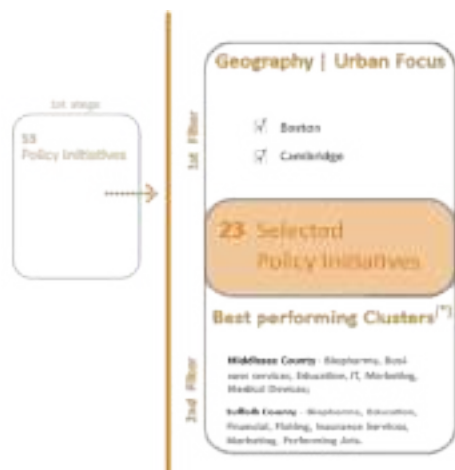 Geography | Urban Focus
1st stage
53
Policy Initiatives
1st Filter
Boston
Cambridge
23 Selected
Policy Initiatives
Best performing Clusters(*)
2nd Filter
Middlesex County - Biopharma, Busi-
ness services, Education, IT, Marketing,
Medical Devices;
Suffolk County - Biopharma, Education,
Financial, Fishing, Insurance Services,
Marketing, Performing Arts.